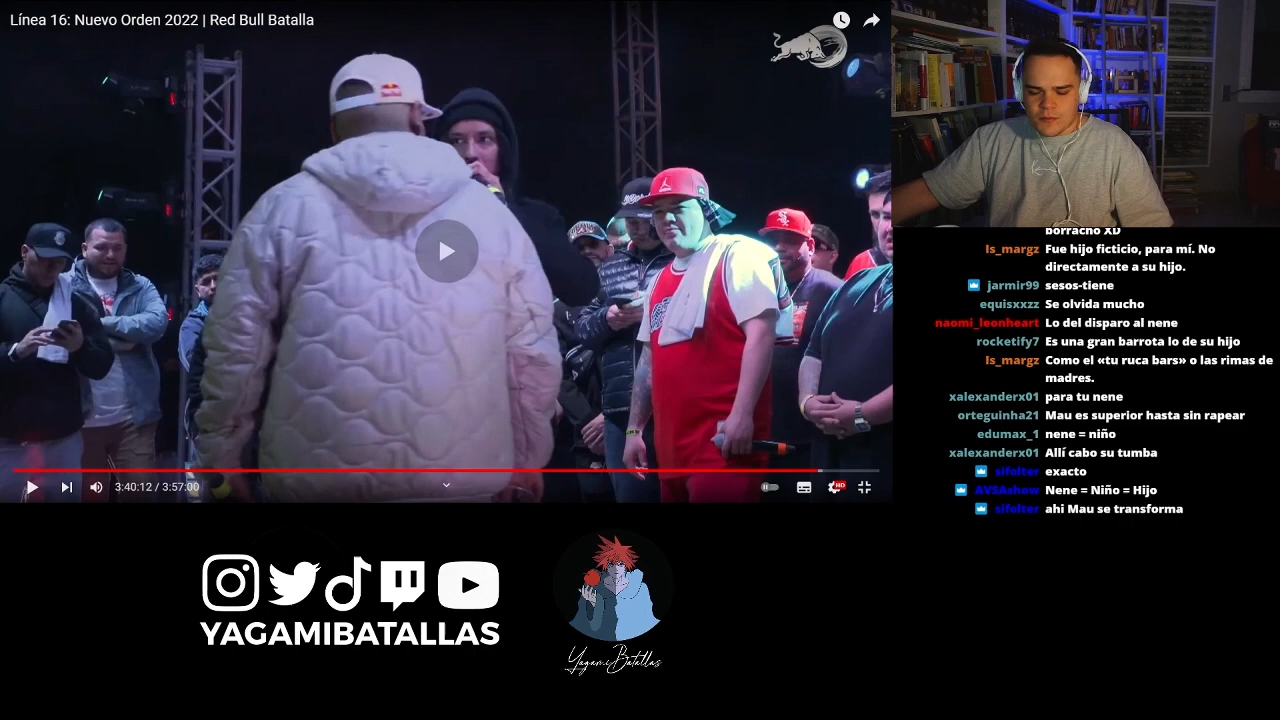 Línea 16: Nuevo Orden 2022 | Red Bull Batalla
3:40:12 / 3:57:00
HD
borracho XD
Is_margz Fue hijo ficticio, para mí. No
directamente a su hijo.
jarmir99 sesos-tiene
equisxxzz Se olvida mucho
naomi_leonheart Lo del disparo al nene
rocketify7 Es una gran barrota lo de su hijo
Is_margz Como el «tu ruca bars» o las rimas de
madres.
xalexanderx01 para tu nene
orteguinha21 Mau es superior hasta sin rapear
edumax_1 nene = niño
xalexanderx01 Allí cabo su tumba
sifolter exacto
AVSAshow Nene = Niño = Hijo
sifolter ahi Mau se transforma
YAGAMIBATALLAS
YagamiBatallas